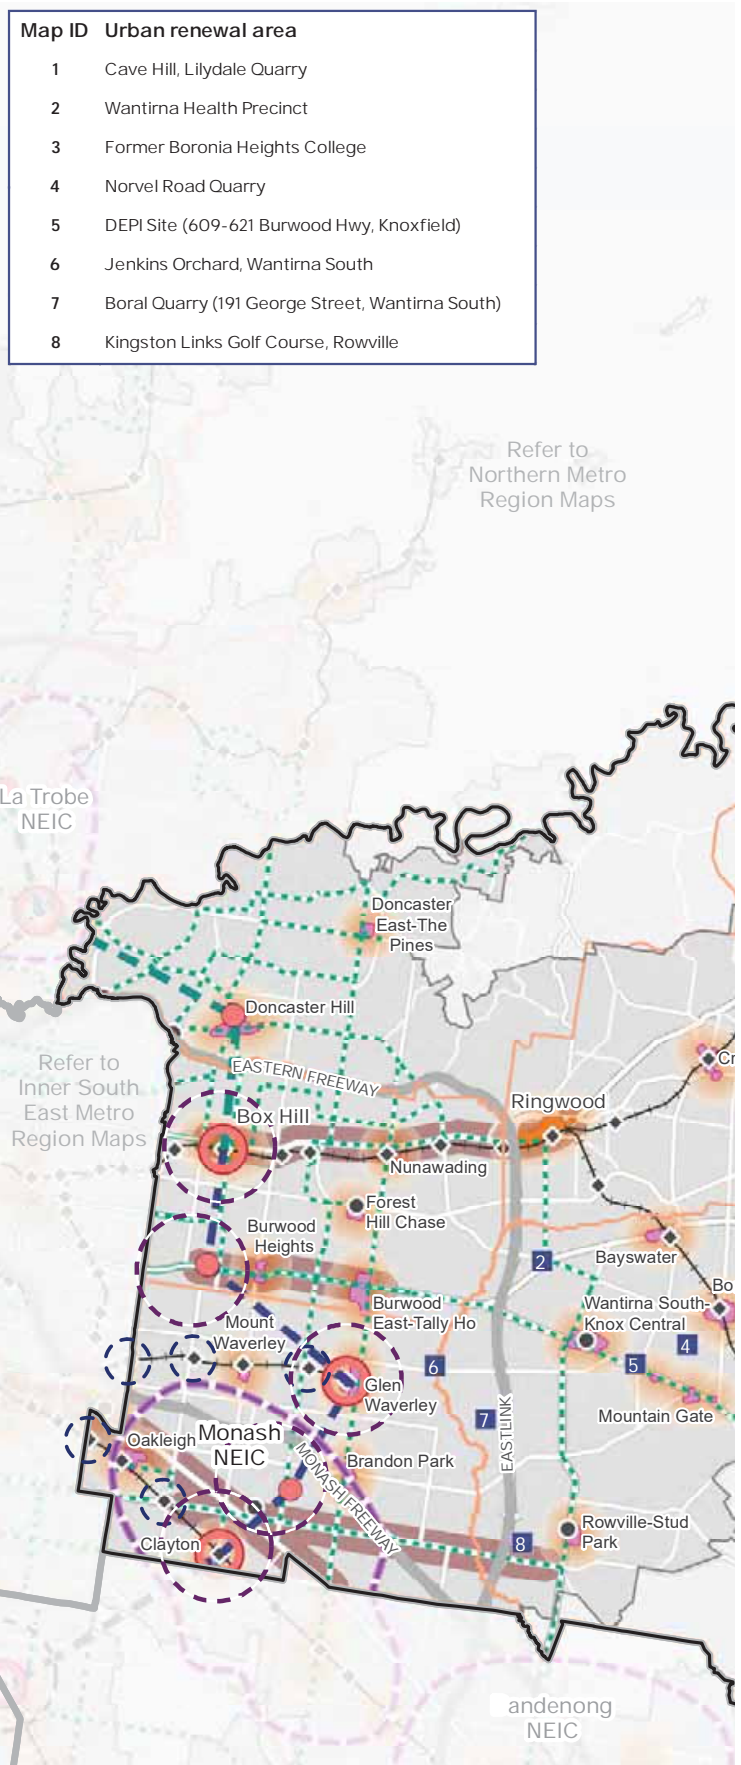 Map ID Urban renewal area
1 Cave Hill, Lilydale Quarry
2 Wantirna Health Precinct
3 Former Boronia Heights College
4 Norvel Road Quarry
5 DEPI Site (609-621 Burwood Hwy, Knoxfield)
6 Jenkins Orchard, Wantirna South
7 Boral Quarry (191 George Street, Wantirna South)
8 Kingston Links Golf Course, Rowville
Refer to
Northern Metro
Region Maps
La Trobe
NEIC
Doncaster
East-The
Pines
Doncaster Hill
Refer to
Inner South
East Metro
Region Maps
EASTERN FREEWAY
Cr
Ringwood
Box Hill
Nunawading
Forest
Hill Chase
Burwood
Heights
Bayswater
2
Bo
Wantirna South-
Knox Central
Burwood
East-Tally Ho
Mount
Waverley
4
5
6
Glen
Waverley
7
Mountain Gate
EASTLINK
Oakleigh
Monash
NEIC
MONASH FREEWAY
Brandon Park
Rowville-Stud
Park
Clayton
8
andenong
NEIC